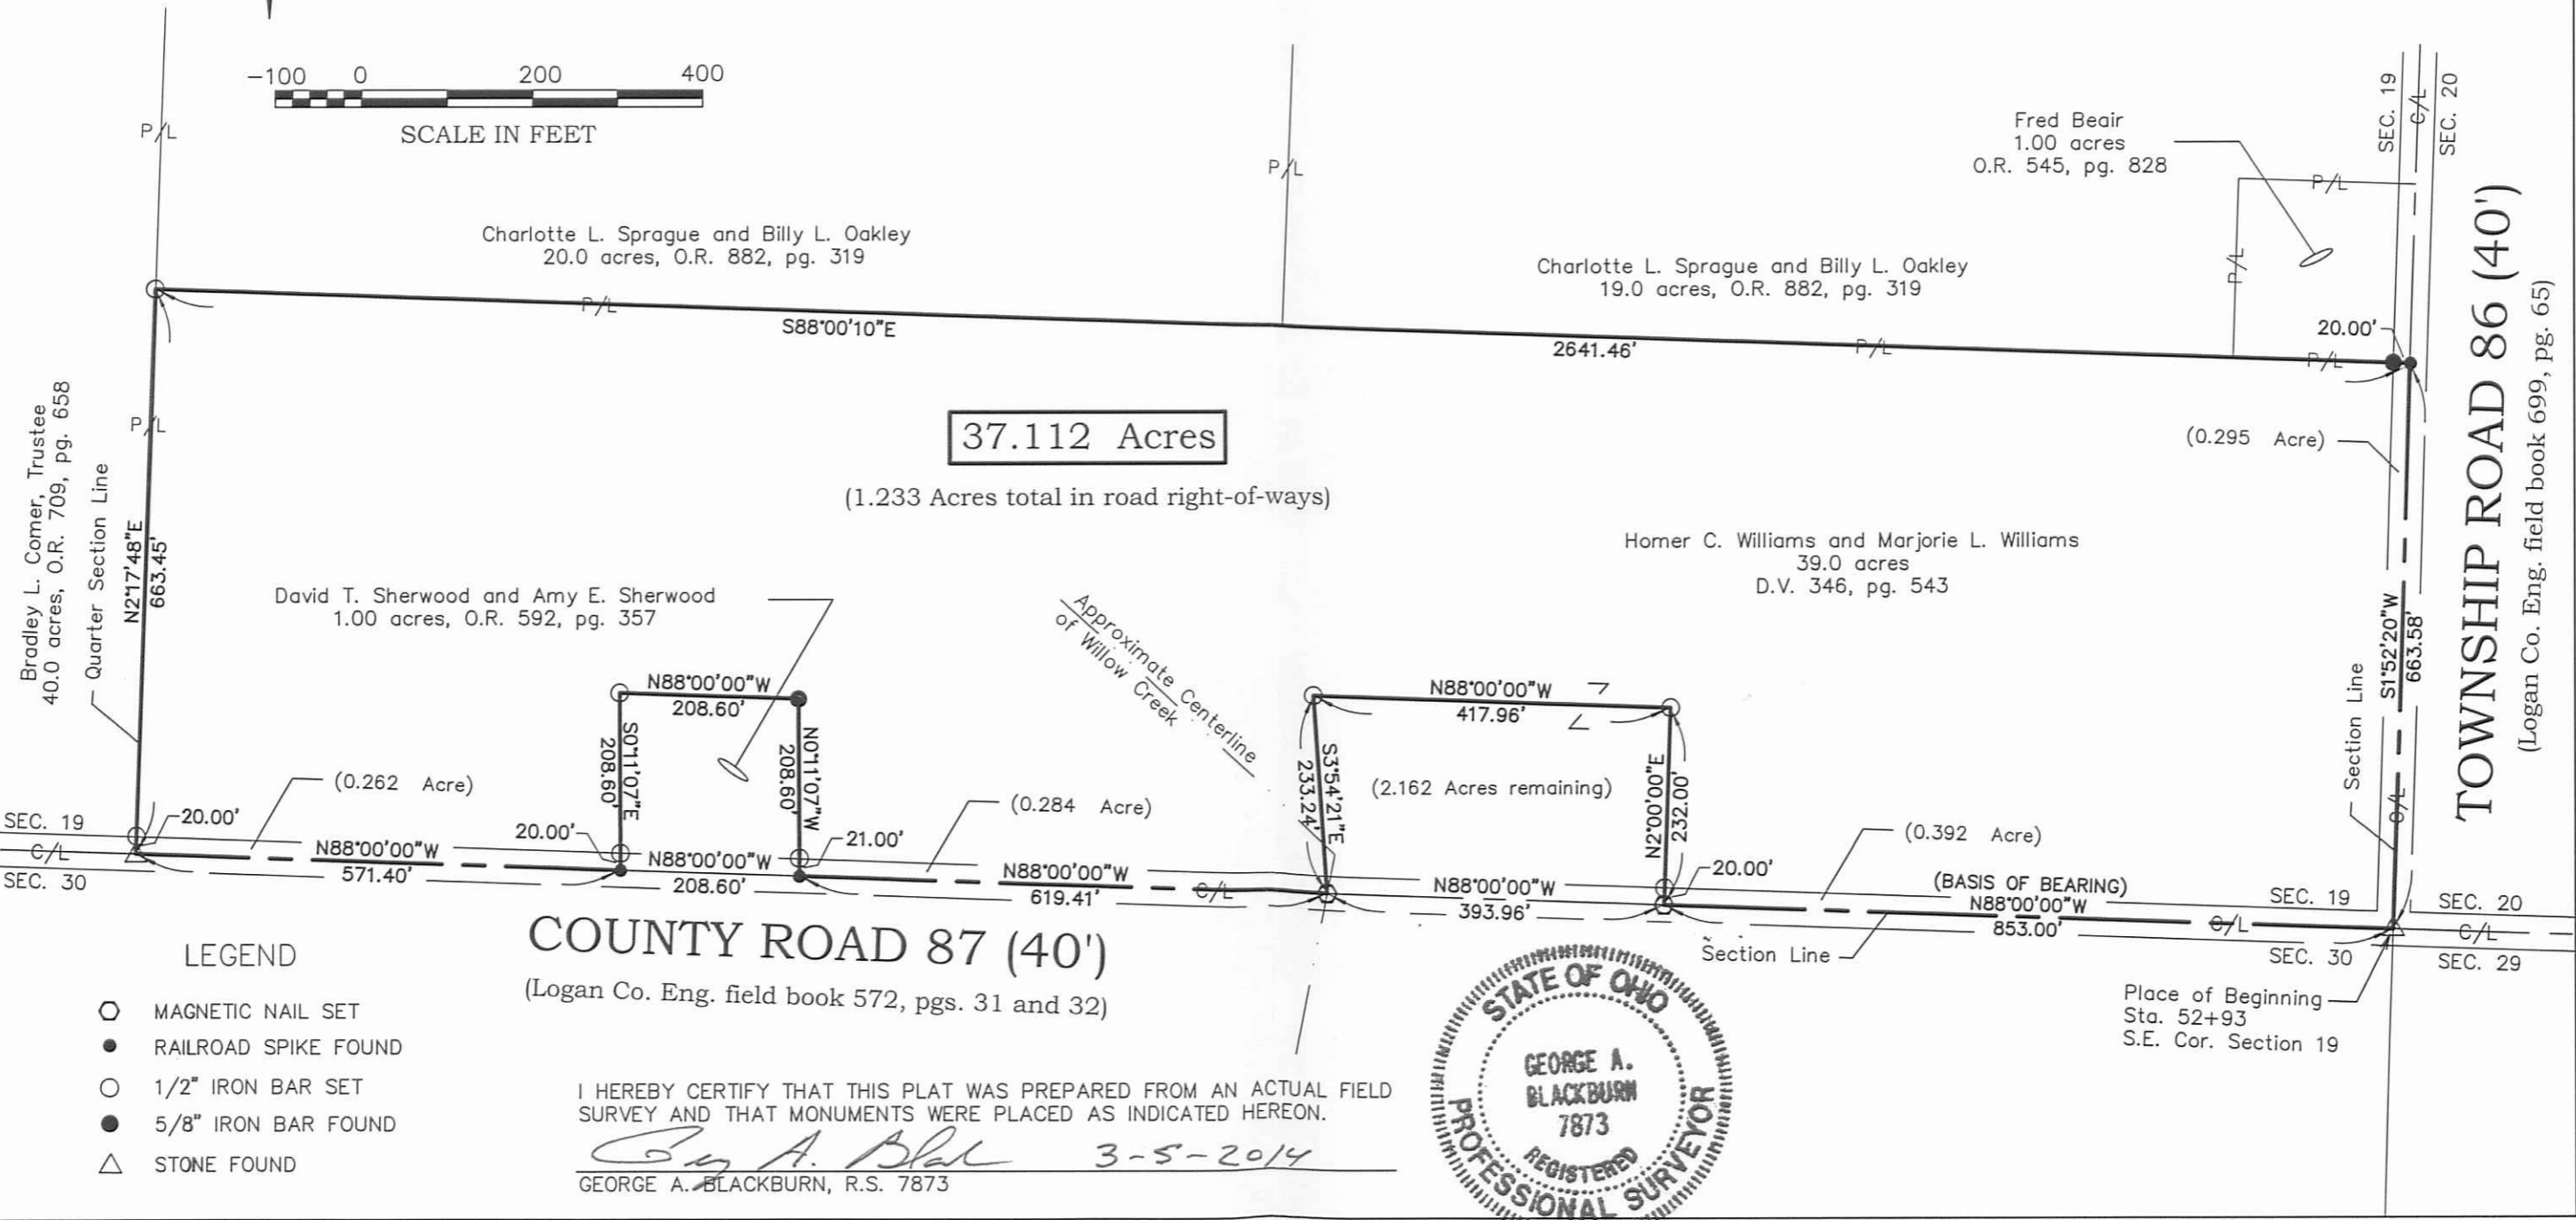 -100 0 200 400
SCALE IN FEET
P/L
P/L
Fred Beair
1.00 acres
O.R. 545, pg. 828
SEC. 19
C/L
SEC. 20
P/L
P/L
Charlotte L. Sprague and Billy L. Oakley
20.0 acres, O.R. 882, pg. 319
Charlotte L. Sprague and Billy L. Oakley
19.0 acres, O.R. 882, pg. 319
P/L
S88°00'10"E
2641.46'
P/L
20.00'
P/L
TOWNSHIP ROAD 86 (40')
(Logan Co. Eng. field book 699, pg. 65)
Bradley L. Comer, Trustee
40.0 acres, O.R. 709, pg. 658
Quarter Section Line
P/L
N2°17'48"E
663.45'
37.112 Acres
(1.233 Acres total in road right-of-ways)
(0.295 Acre)
Homer C. Williams and Marjorie L. Williams
39.0 acres
D.V. 346, pg. 543
David T. Sherwood and Amy E. Sherwood
1.00 acres, O.R. 592, pg. 357
Approximate Centerline
of Willow Creek
S1°52'20"W
663.58'
Section Line
C/L
N88°00'00"W
208.60'
S0°11'07"E
208.60'
N0°11'07"W
208.60'
N88°00'00"W
417.96'
S3°54'21"E
233.24'
N2°00'00"E
232.00'
(2.162 Acres remaining)
(0.262 Acre)
(0.284 Acre)
(0.392 Acre)
SEC. 19
C/L
SEC. 30
20.00'
N88°00'00"W
571.40'
20.00'
N88°00'00"W
208.60'
21.00'
N88°00'00"W
619.41'
C/L
N88°00'00"W
393.96'
20.00'
(BASIS OF BEARING)
N88°00'00"W
853.00'
C/L
Section Line
SEC. 19
SEC. 30
SEC. 20
C/L
SEC. 29
Place of Beginning
Sta. 52+93
S.E. Cor. Section 19
COUNTY ROAD 87 (40')
(Logan Co. Eng. field book 572, pgs. 31 and 32)
LEGEND
MAGNETIC NAIL SET
RAILROAD SPIKE FOUND
1/2" IRON BAR SET
5/8" IRON BAR FOUND
STONE FOUND
I HEREBY CERTIFY THAT THIS PLAT WAS PREPARED FROM AN ACTUAL FIELD
SURVEY AND THAT MONUMENTS WERE PLACED AS INDICATED HEREON.
3-5-2014
GEORGE A. BLACKBURN, R.S. 7873
STATE OF OHIO
GEORGE A.
BLACKBURN
7873
REGISTERED
PROFESSIONAL SURVEYOR